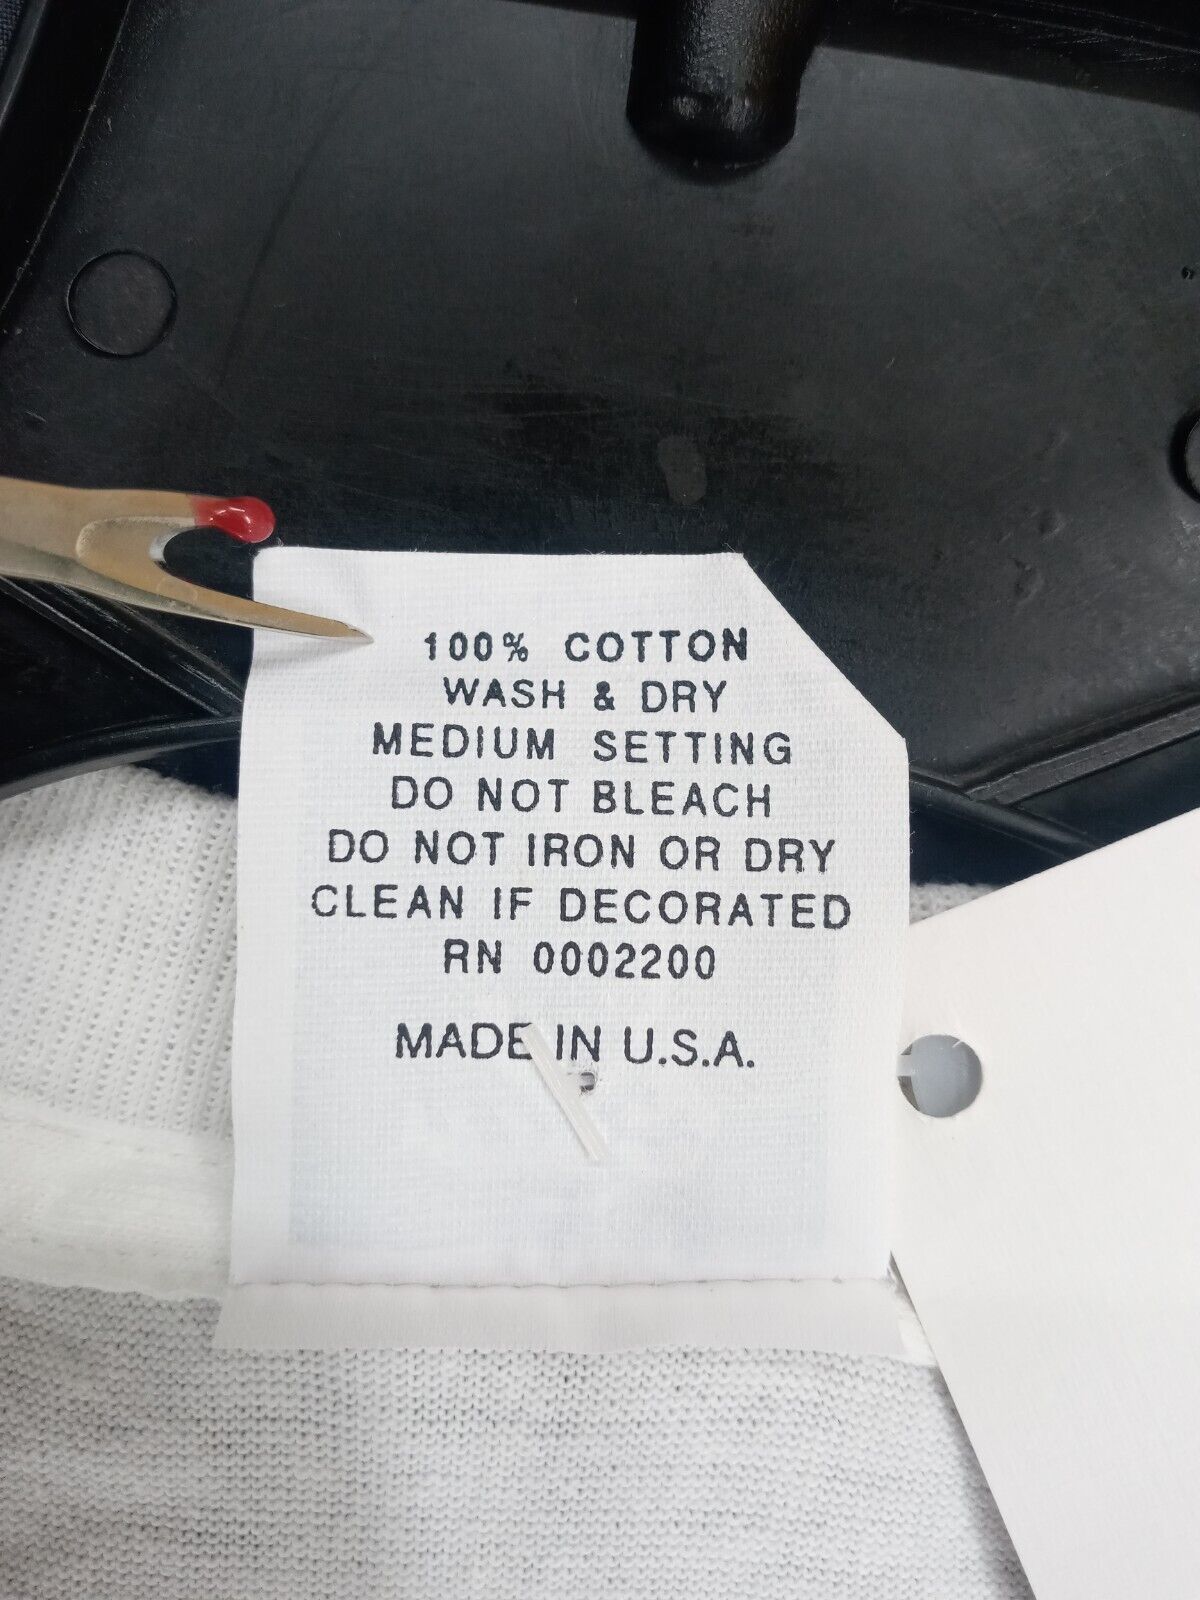 100% COTTON
WASH & DRY
MEDIUM SETTING
DO NOT BLEACH
DO NOT IRON OR DRY
CLEAN IF DECORATED
RN 0002200
MADE IN U.S.A.